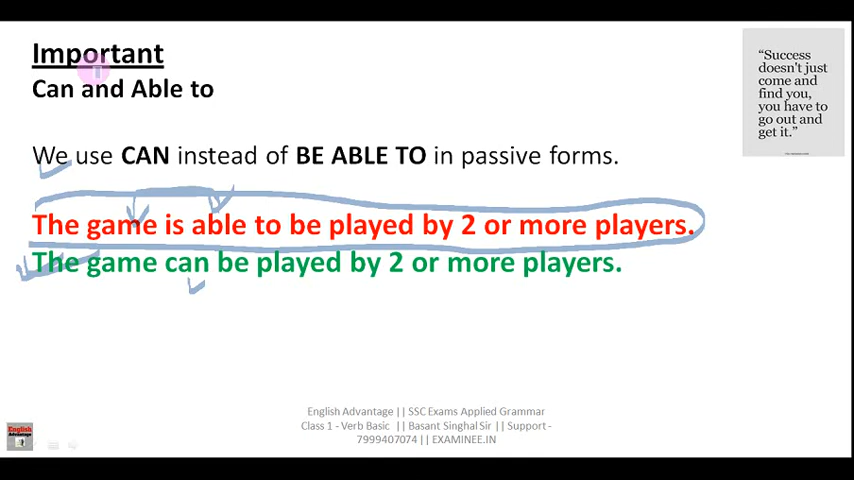 Important
Can and Able to
“Success
doesn't just
come and
find you,
you have to
go out and
get it.”
We use CAN instead of BE ABLE TO in passive forms.
The game is able to be played by 2 or more players.
The game can be played by 2 or more players.
English Advantage || SSC Exams Applied Grammar
Class 1 - Verb Basic || Basant Singhal Sir || Support -
7999407074 || EXAMINEE.IN
English
Advantage